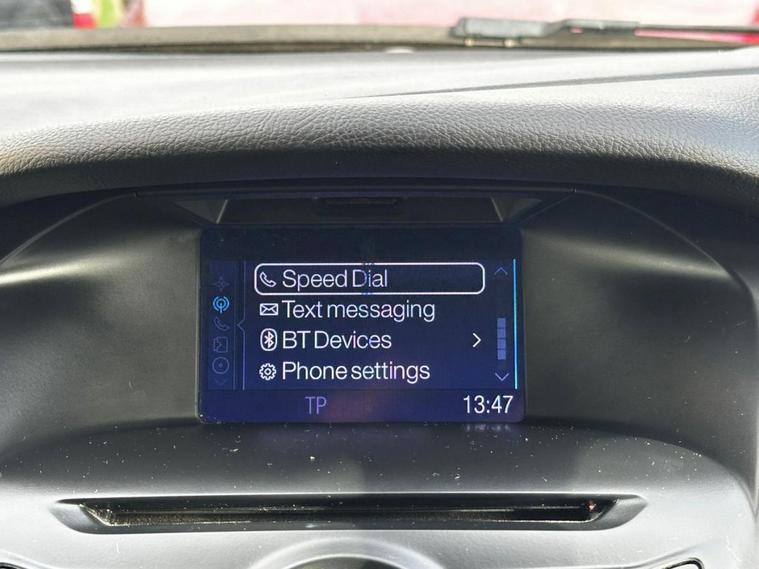 Speed Dial
Text messaging
BT Devices
Phone settings
TP 13:47